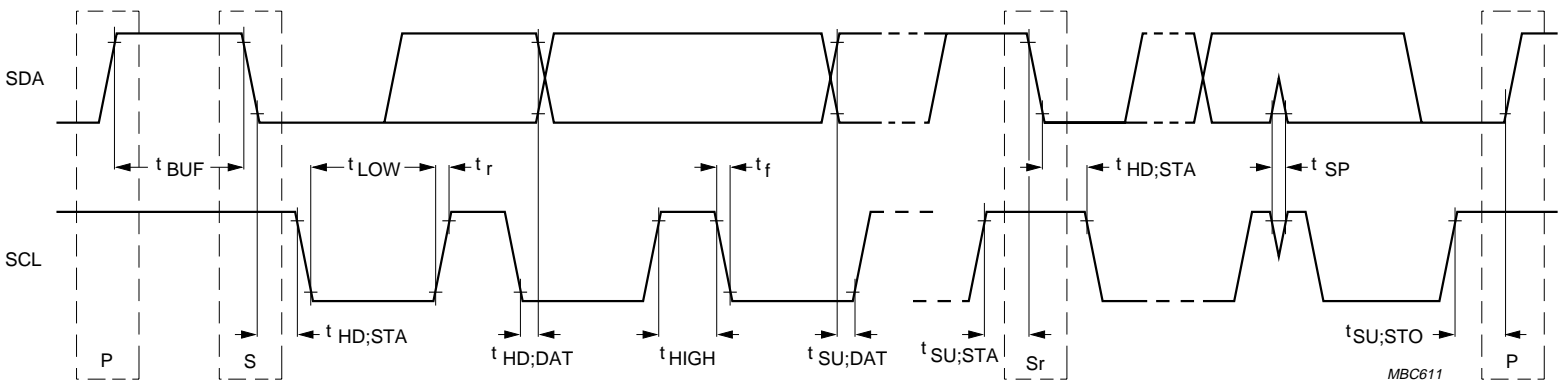 SDA
t BUF
t LOW
t r
t f
t HD;STA
t SP
SCL
t HD;STA
t HD;DAT
t HIGH
t SU;DAT
t SU;STA
t SU;STO
P
S
Sr
P
MBC611